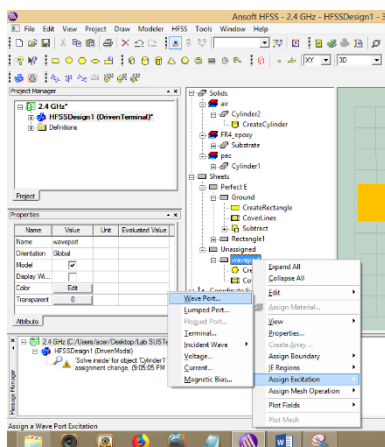 Ansoft HFSS - 2.4 GHz - HFSSDesign1 - 3
File Edit View Project Draw Modeler HFSS Tools Window Help
XY
3D
Project Manager
2.4 GHz*
HFSSDesign1 (DrivenTerminal)*
Definitions
Project
Properties
Name Value Unit Evaluated Value
Name waveport
Orientation Global
Model
Display Wi...
Color Edit
Transparent 0
Attribute
Solids
air
Cylinder2
CreateCylinder
FR4_epoxy
Substrate
pec
Cylinder1
Sheets
Perfect E
Ground
CreateRectangle
CoverLines
Subtract
Rectangle1
Unassigned
waveport
Expand All
Collapse All
Edit
Assign Material...
View
Properties...
Create Array ...
Assign Boundary
JE Regions
Assign Excitation
Assign Mesh Operation
Plot Fields
Plot Mesh
Wave Port...
Lumped Port...
Floquet Port...
Terminal...
Incident Wave
Voltage...
Current...
Magnetic Bias...
Message Manager
2.4 GHz (C:/Users/acer/Desktop/Lab SUSTe
HFSSDesign1 (DrivenModal)
'Solve inside' for object 'Cylinder1'
assignment change. (9:05:05 PM
Assign a Wave Port Excitation